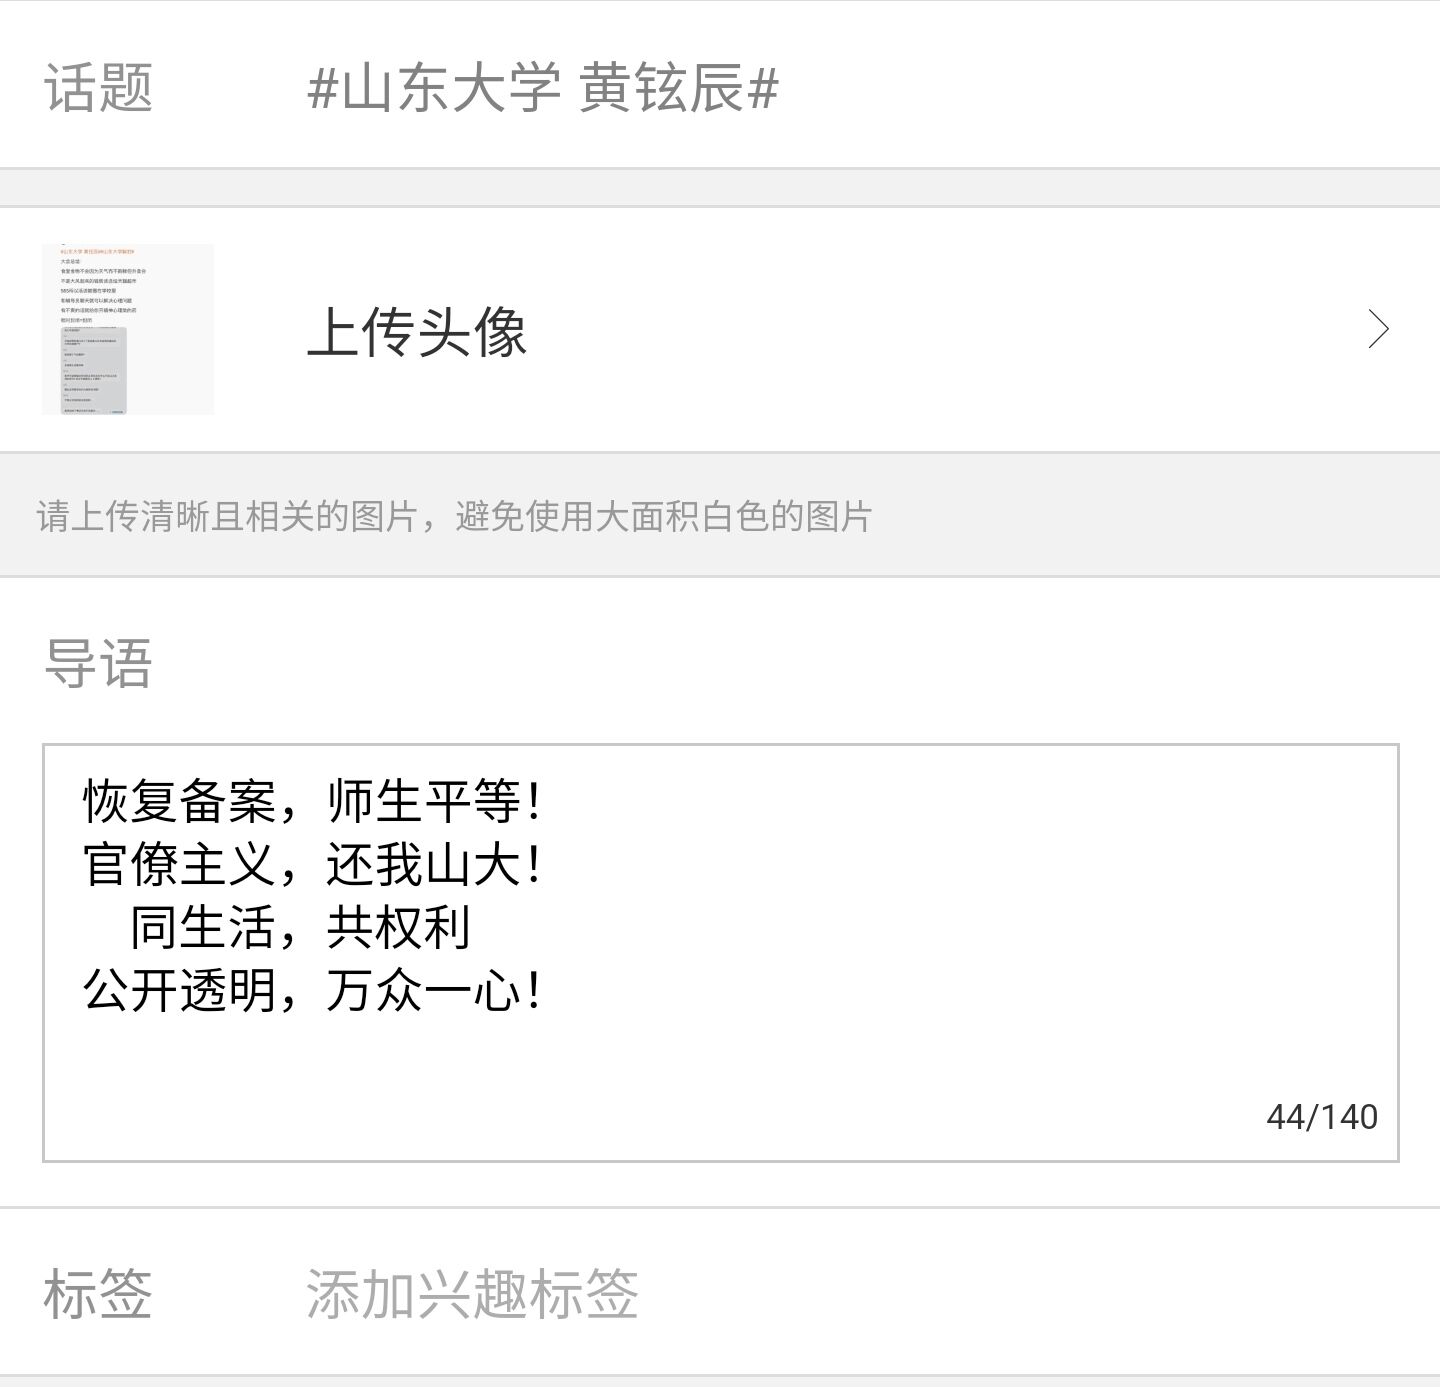 话题 #山东大学 黄铉辰#
上传头像
请上传清晰且相关的图片，避免使用大面积白色的图片
导语
恢复备案，师生平等！
官僚主义，还我山大！
同生活，共权利
公开透明，万众一心！
44/140
标签 添加兴趣标签